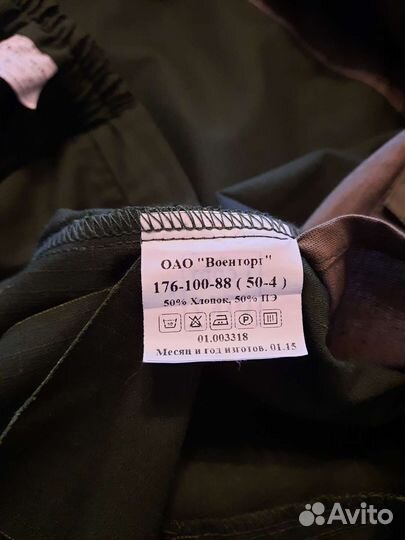 ОАО "Военторг"
176-100-88 ( 50-4 )
50% Хлопок, 50% ПЭ
P
01.003318
Месяц и год изготов. 01.15
Avito